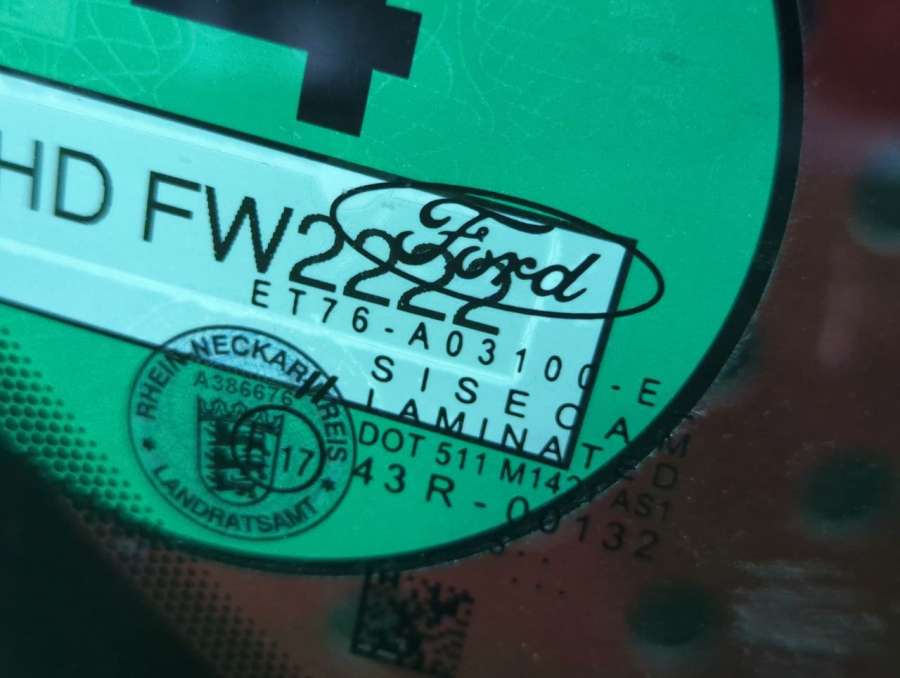 4
HD FW2222
Ford
ET76-A03100-E
SISECAM
LAMINATED
DOT 511 M142 AS1
43R-00132
RHEIN-NECKAR-KREIS
A386676
17
LANDRATSAMT